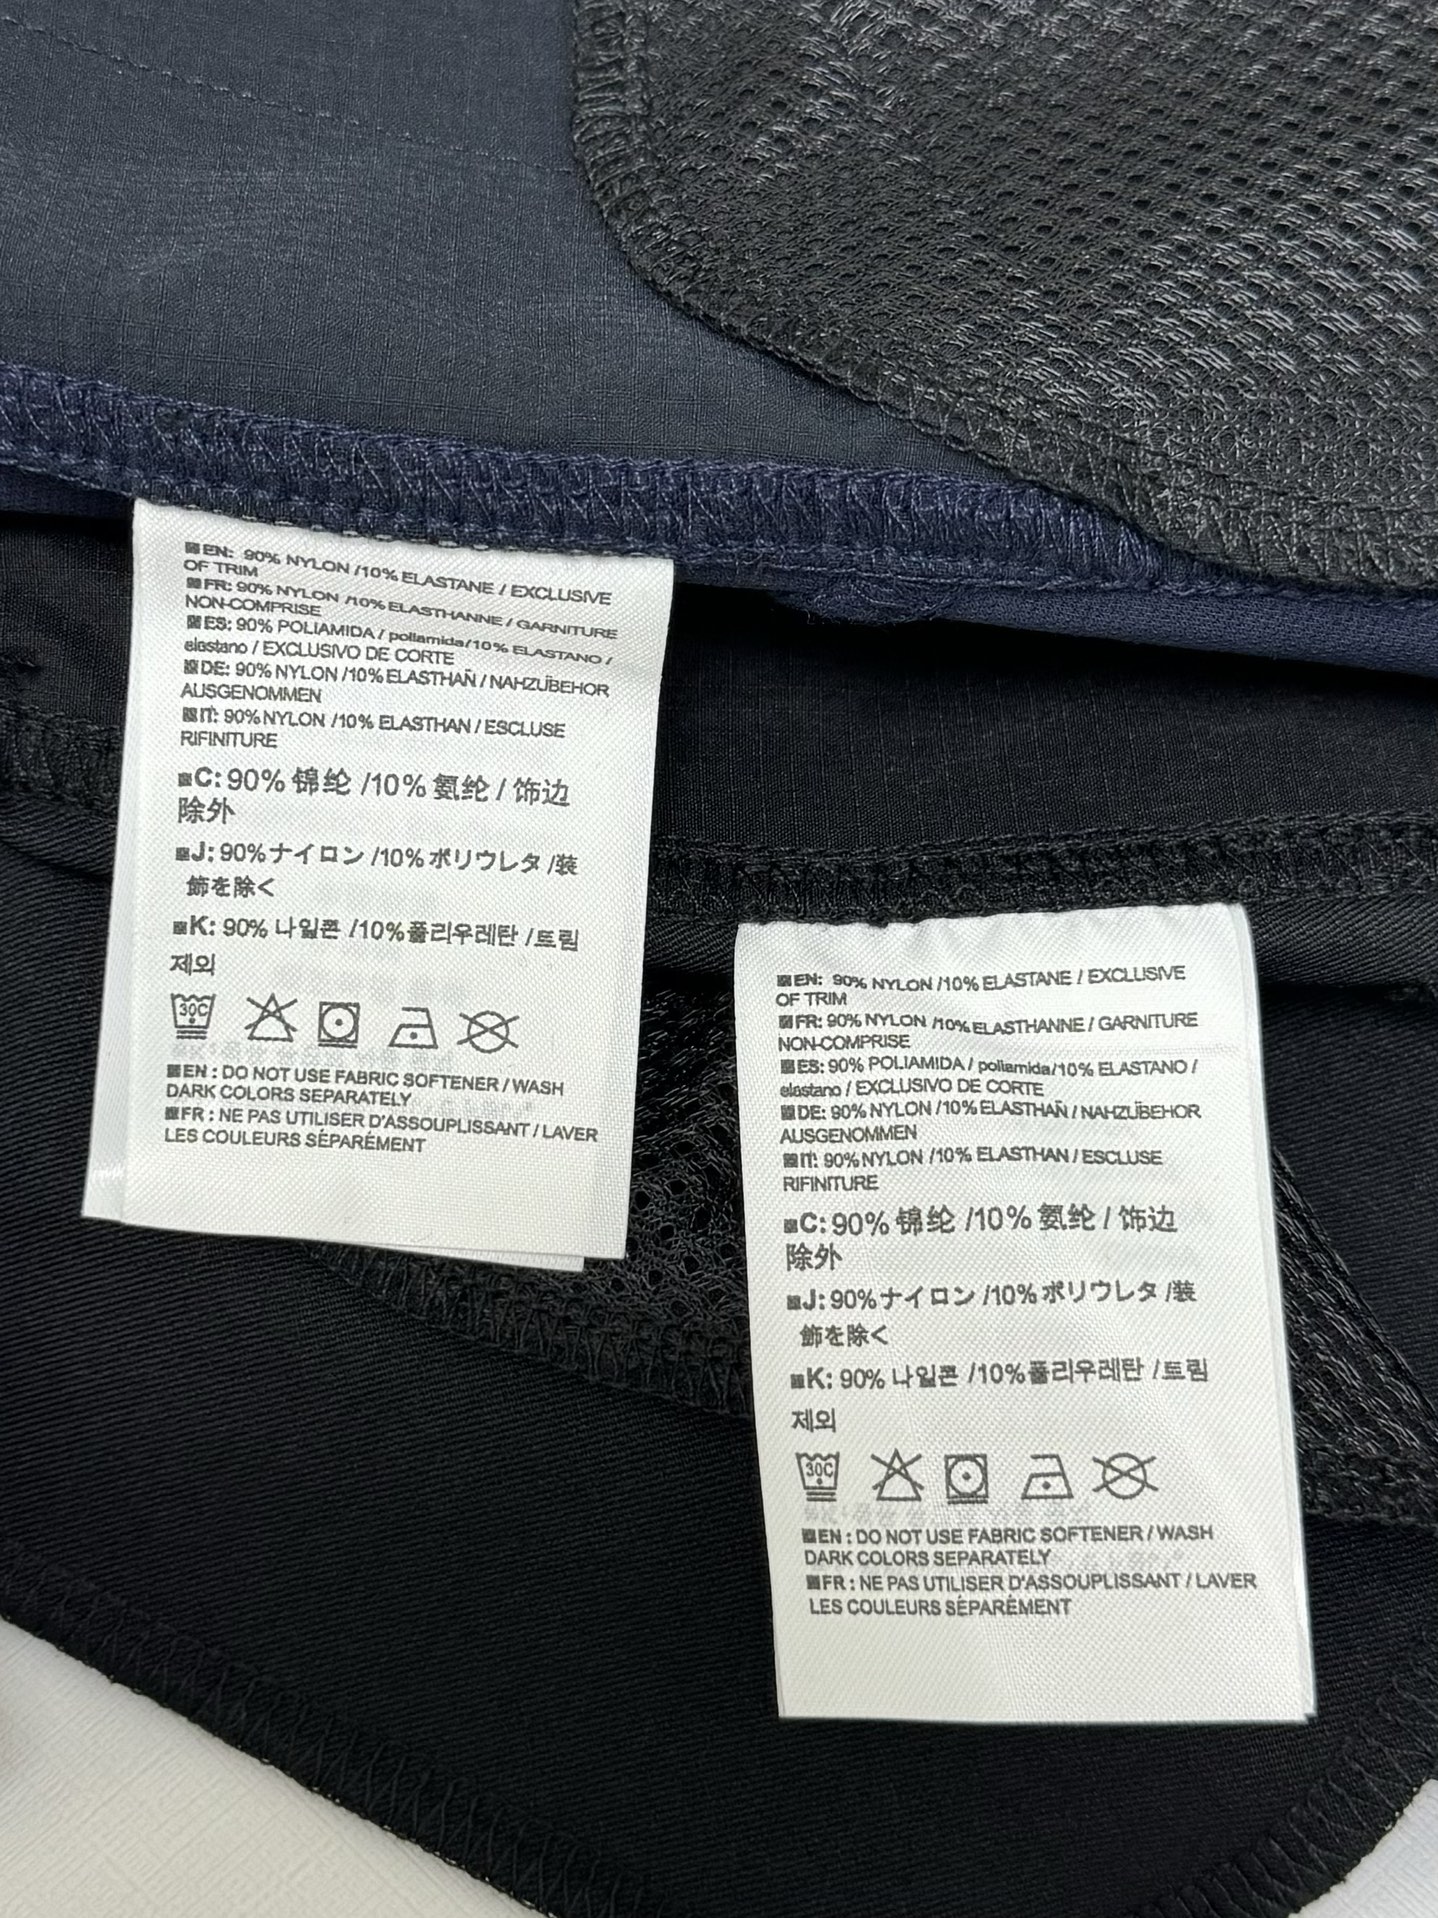 EN: 90% NYLON /10% ELASTANE / EXCLUSIVE
OF TRIM
FR: 90% NYLON /10% ELASTHANNE / GARNITURE
NON-COMPRISE
ES: 90% POLIAMIDA / poliamida/10% ELASTANO /
elastano / EXCLUSIVO DE CORTE
DE: 90% NYLON /10% ELASTHAÑ / NAHZÜBEHOR
AUSGENOMMEN
IT: 90% NYLON /10% ELASTHAN / ESCLUSE
RIFINITURE
C: 90% 锦纶 /10% 氨纶 / 饰边
除外
J: 90%ナイロン /10%ポリウレタ /装
飾を除く
K: 90% 나일론 /10%폴리우레탄 /트림
제외
30C
EN : DO NOT USE FABRIC SOFTENER / WASH
DARK COLORS SEPARATELY
FR : NE PAS UTILISER D'ASSOUPLISSANT / LAVER
LES COULEURS SÉPARÉMENT
EN: 90% NYLON /10% ELASTANE / EXCLUSIVE
OF TRIM
FR: 90% NYLON /10% ELASTHANNE / GARNITURE
NON-COMPRISE
ES: 90% POLIAMIDA / poliamida/10% ELASTANO /
elastano / EXCLUSIVO DE CORTE
DE: 90% NYLON /10% ELASTHAÑ / NAHZÜBEHOR
AUSGENOMMEN
IT: 90% NYLON /10% ELASTHAN / ESCLUSE
RIFINITURE
C: 90% 锦纶 /10% 氨纶 / 饰边
除外
J: 90%ナイロン /10%ポリウレタ /装
飾を除く
K: 90% 나일론 /10%폴리우레탄 /트림
제외
30C
EN : DO NOT USE FABRIC SOFTENER / WASH
DARK COLORS SEPARATELY
FR : NE PAS UTILISER D'ASSOUPLISSANT / LAVER
LES COULEURS SÉPARÉMENT